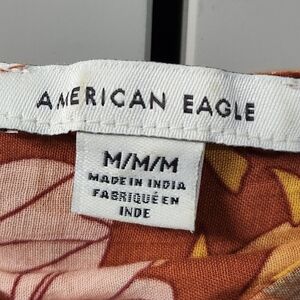 AMERICAN EAGLE
M/M/M
MADE IN INDIA
FABRIQUÉ EN
INDE